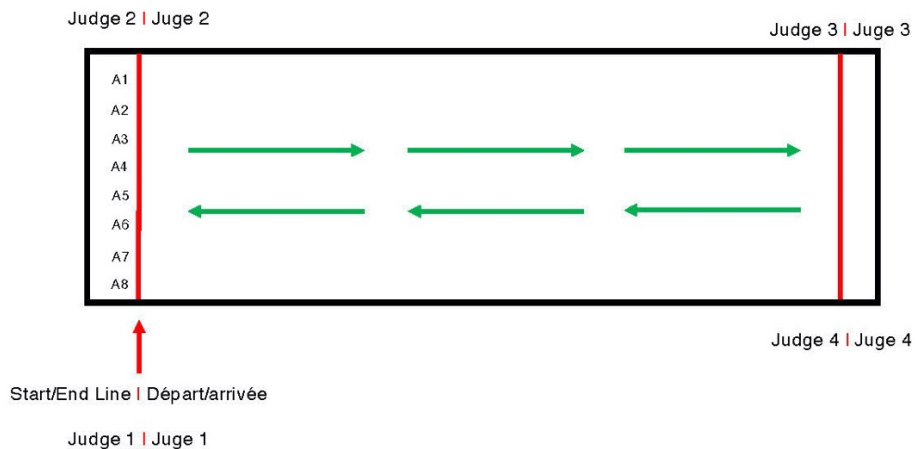 Judge 2 | Juge 2
Judge 3 | Juge 3
A1
A2
A3
A4
A5
A6
A7
A8
Judge 4 | Juge 4
Start/End Line | Départ/arrivée
Judge 1 | Juge 1